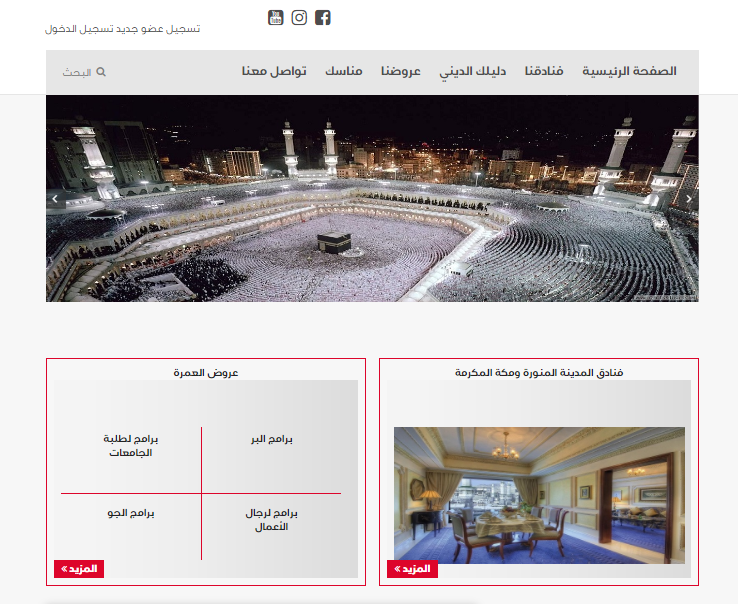 تسجيل عضو جديد تسجيل الدخول
You
Tube
الصفحة الرئيسية فنادقنا دليلك الديني عروضنا مناسك تواصل معنا البحث
فنادق المدينة المنورة ومكة المكرمة
المزيد »
عروض العمرة
برامج البر
برامج لطلبة
الجامعات
برامج لرجال
الأعمال
برامج الجو
المزيد »